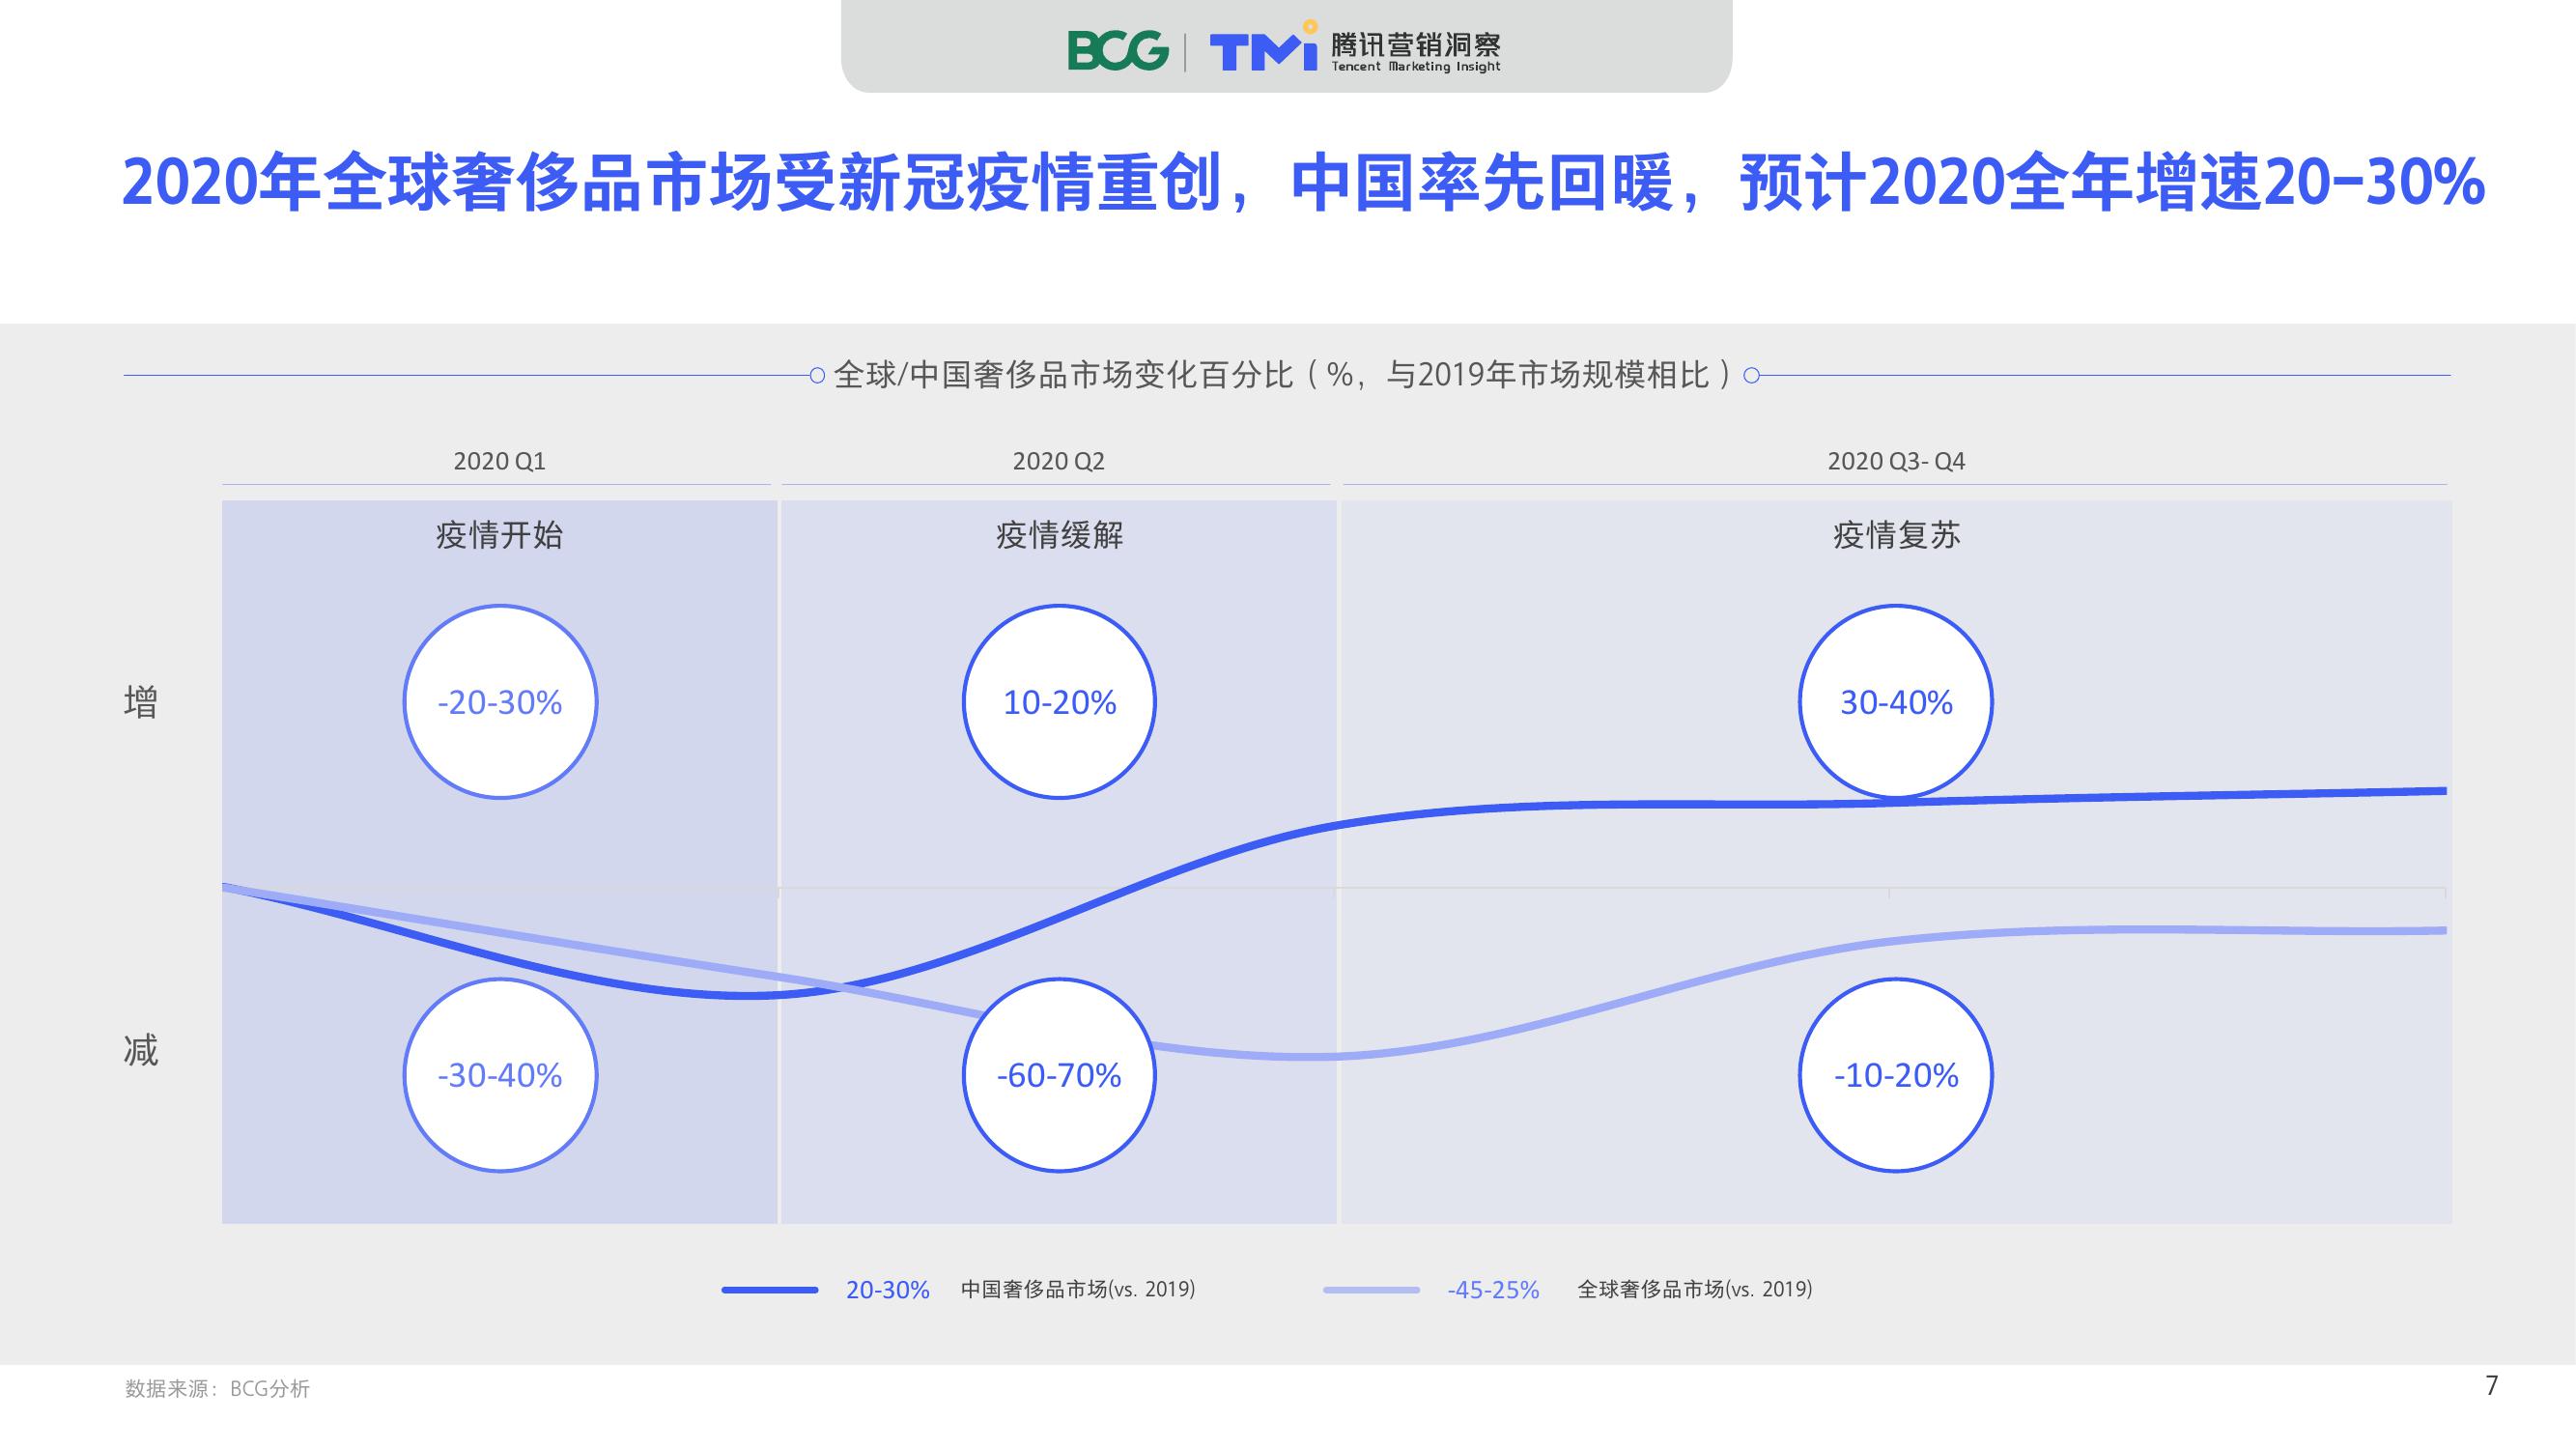 BCG
TMi 腾讯营销洞察
Tencent Marketing Insight
2020年全球奢侈品市场受新冠疫情重创，中国率先回暖，预计2020全年增速20-30%
全球/中国奢侈品市场变化百分比（%，与2019年市场规模相比）
2020 Q1
2020 Q2
2020 Q3- Q4
疫情开始
疫情缓解
疫情复苏
增
-20-30%
10-20%
30-40%
减
-30-40%
-60-70%
-10-20%
20-30% 中国奢侈品市场(vs. 2019)
-45-25% 全球奢侈品市场(vs. 2019)
数据来源：BCG分析
7